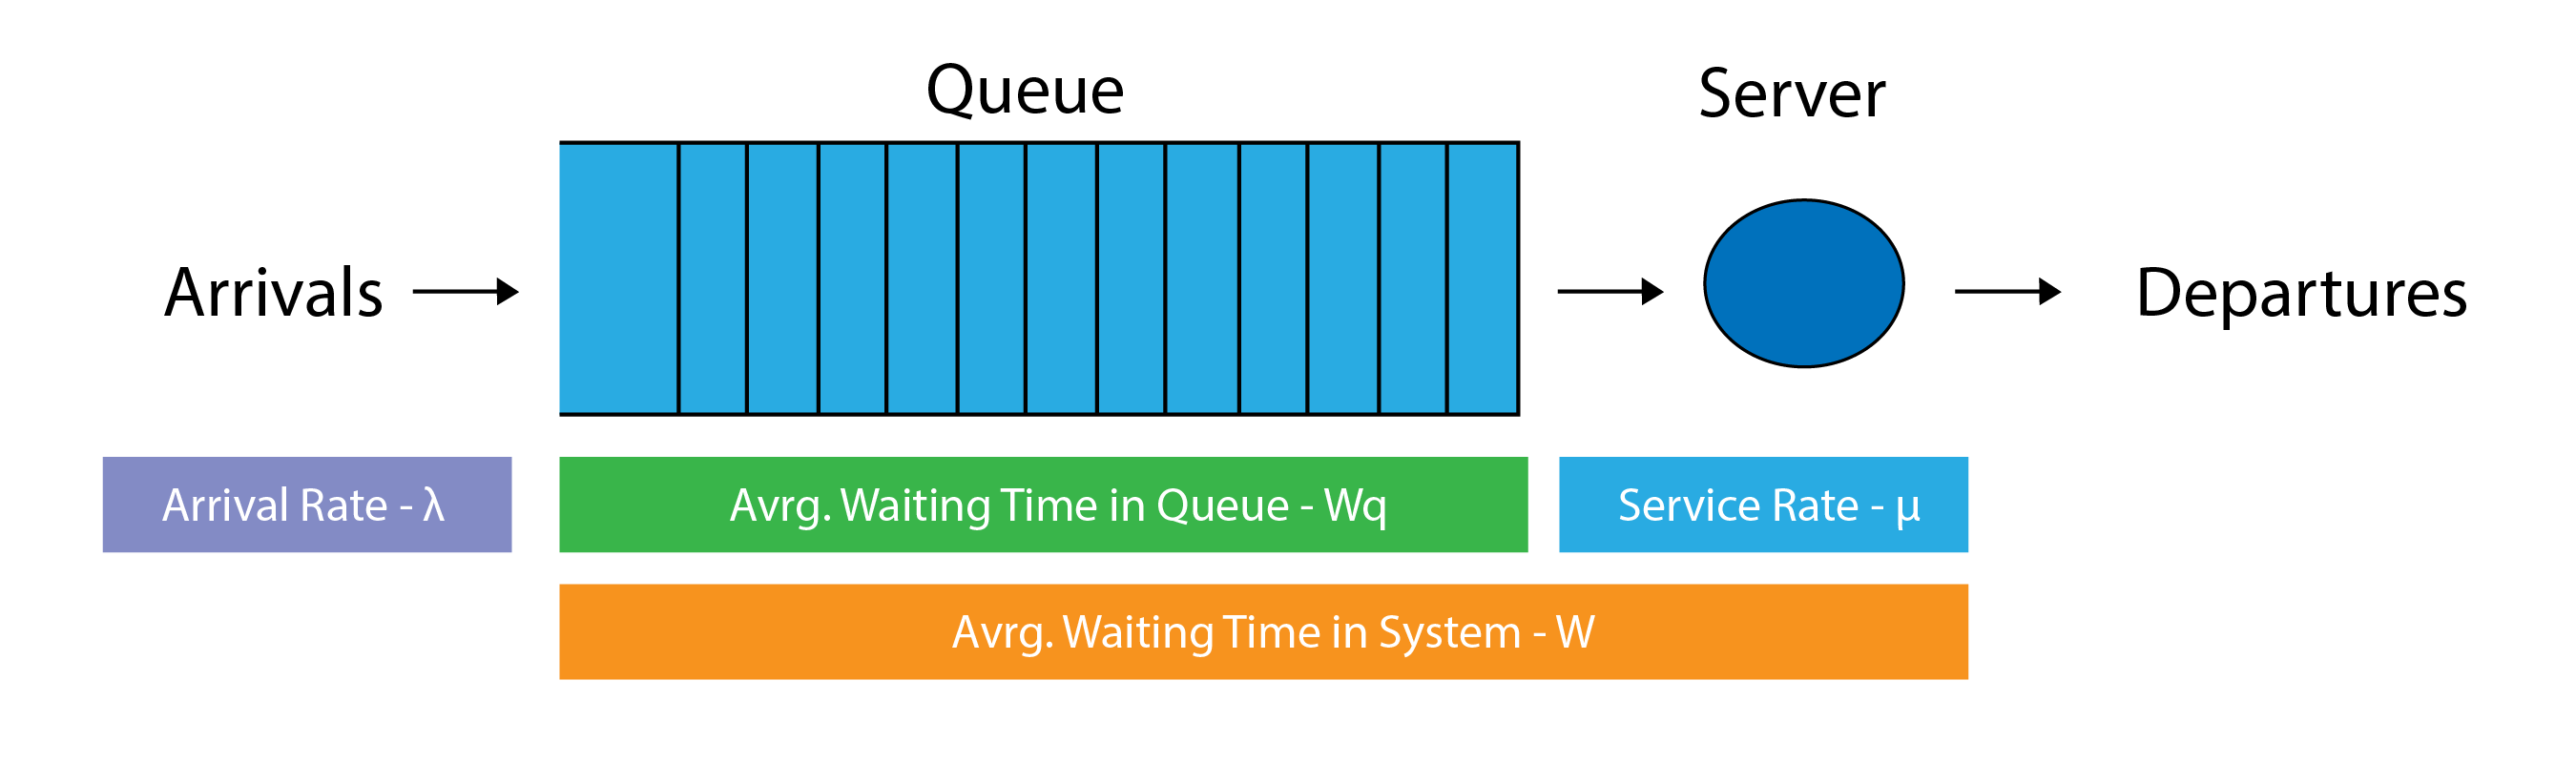 Queue
Server
Arrivals
Departures
Arrival Rate - λ
Avrg. Waiting Time in Queue - Wq
Service Rate - μ
Avrg. Waiting Time in System - W